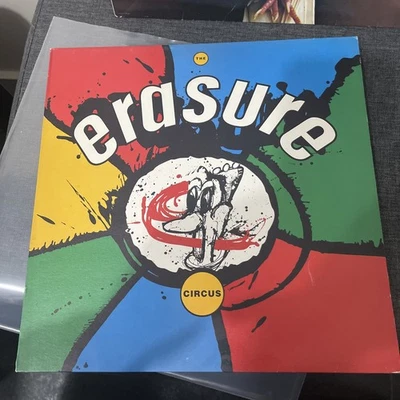 THE
erasure
CIRCUS